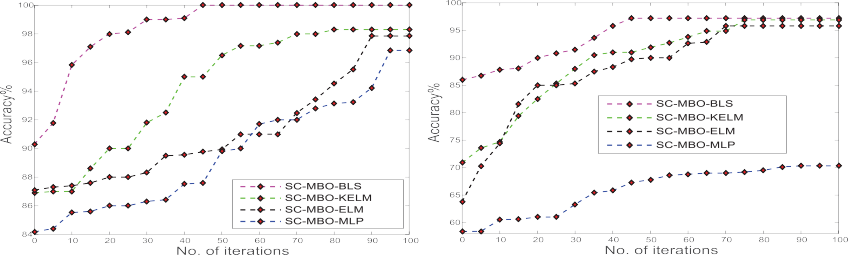 100
98
96
94
92
90
88
86
84
Accuracy%
0 10 20 30 40 50 60 70 80 90 100
No. of iterations
SC-MBO-BLS
SC-MBO-KELM
SC-MBO-ELM
SC-MBO-MLP
100
95
90
85
80
75
70
65
60
Accuracy%
0 10 20 30 40 50 60 70 80 90 100
No. of iterations
SC-MBO-BLS
SC-MBO-KELM
SC-MBO-ELM
SC-MBO-MLP